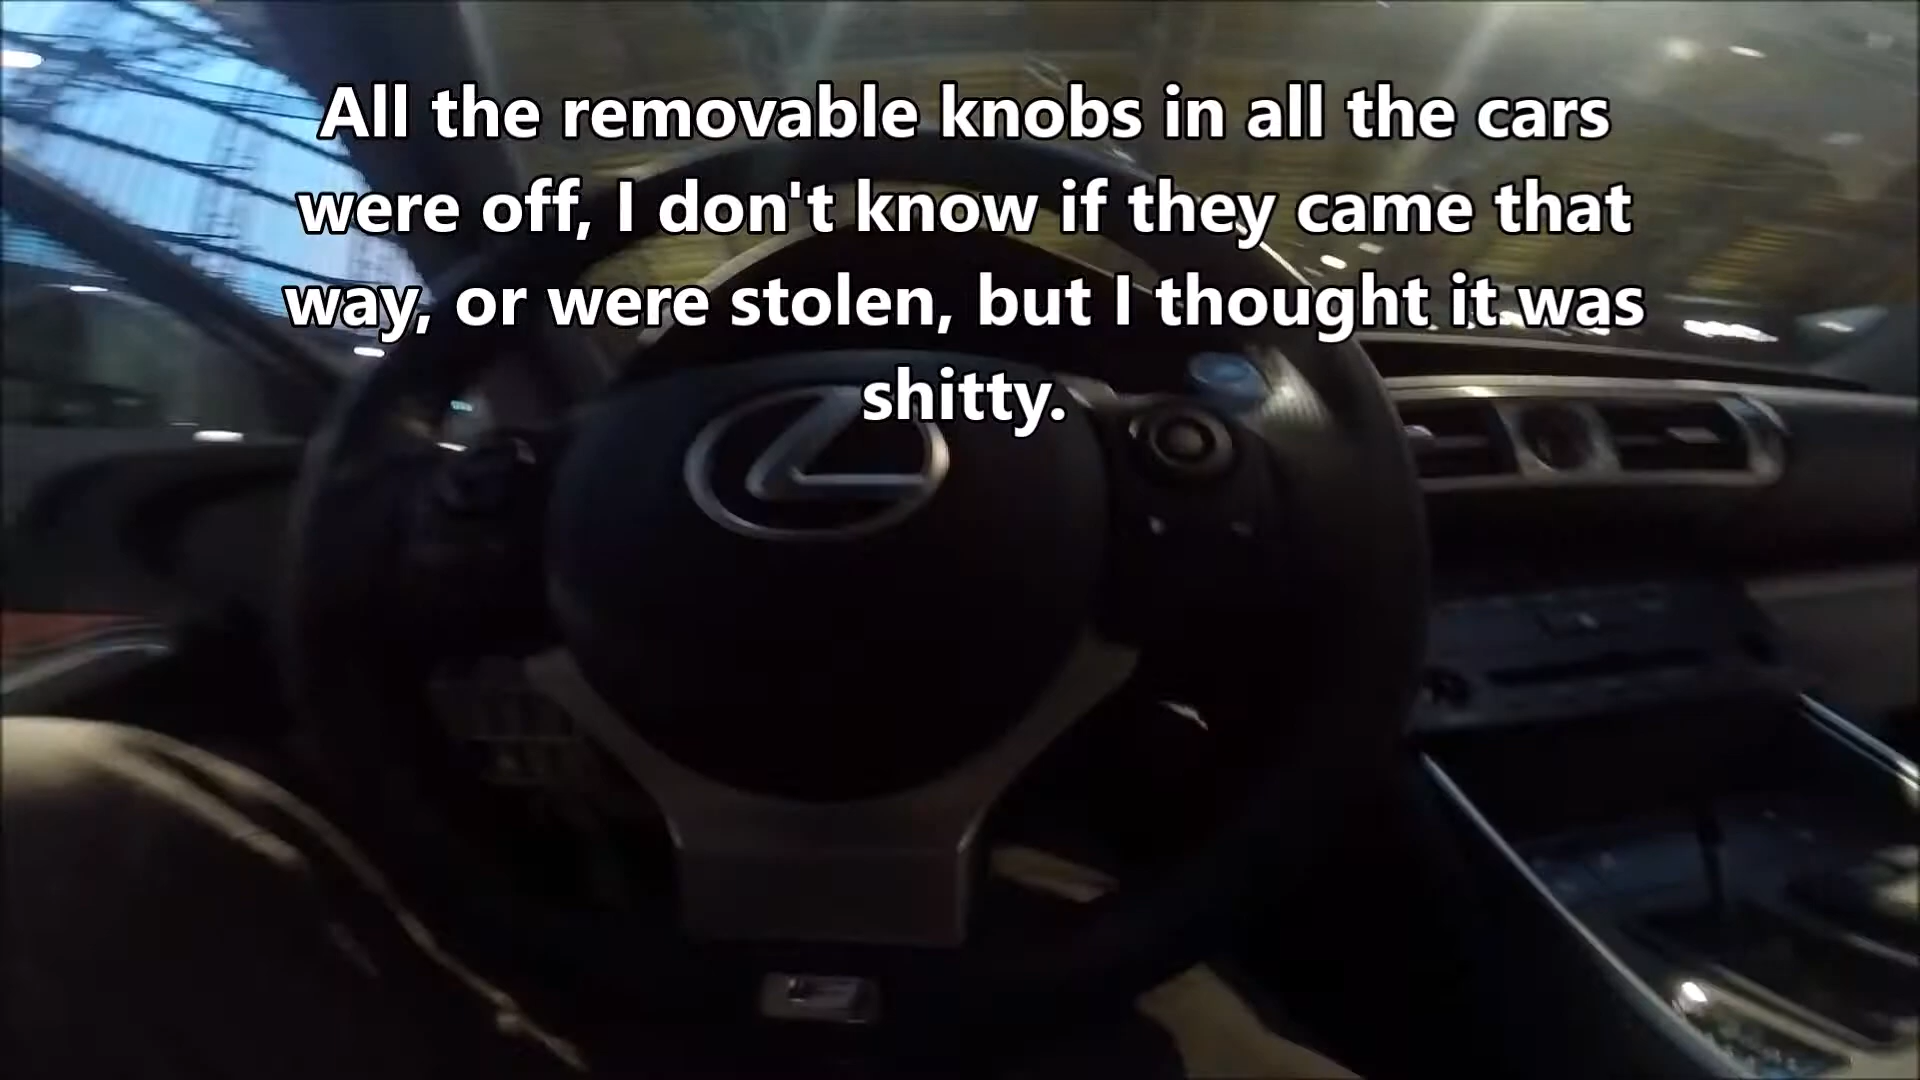 All the removable knobs in all the cars
were off, I don't know if they came that
way, or were stolen, but I thought it was
shitty.